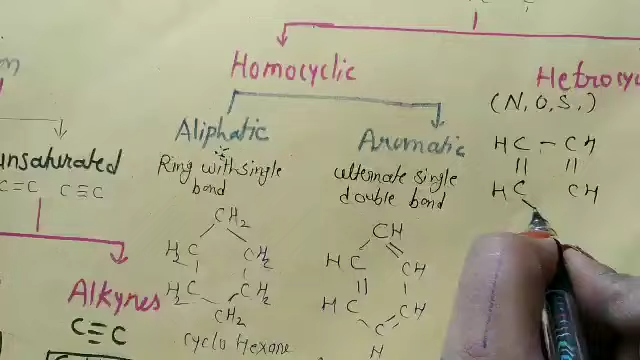 Homocyclic
Hetrocy
(N, O, S, )
Aliphatic
Aromatic
unsaturated
Ring with single
bond
ulternate single
double bond
C=C C≡C
HC - CH
HC CH
CH2
H2C CH2
H2C CH2
CH2
Cyclo Hexane
CH
HC CH
HC CH
C
H
Alkynes
C≡C